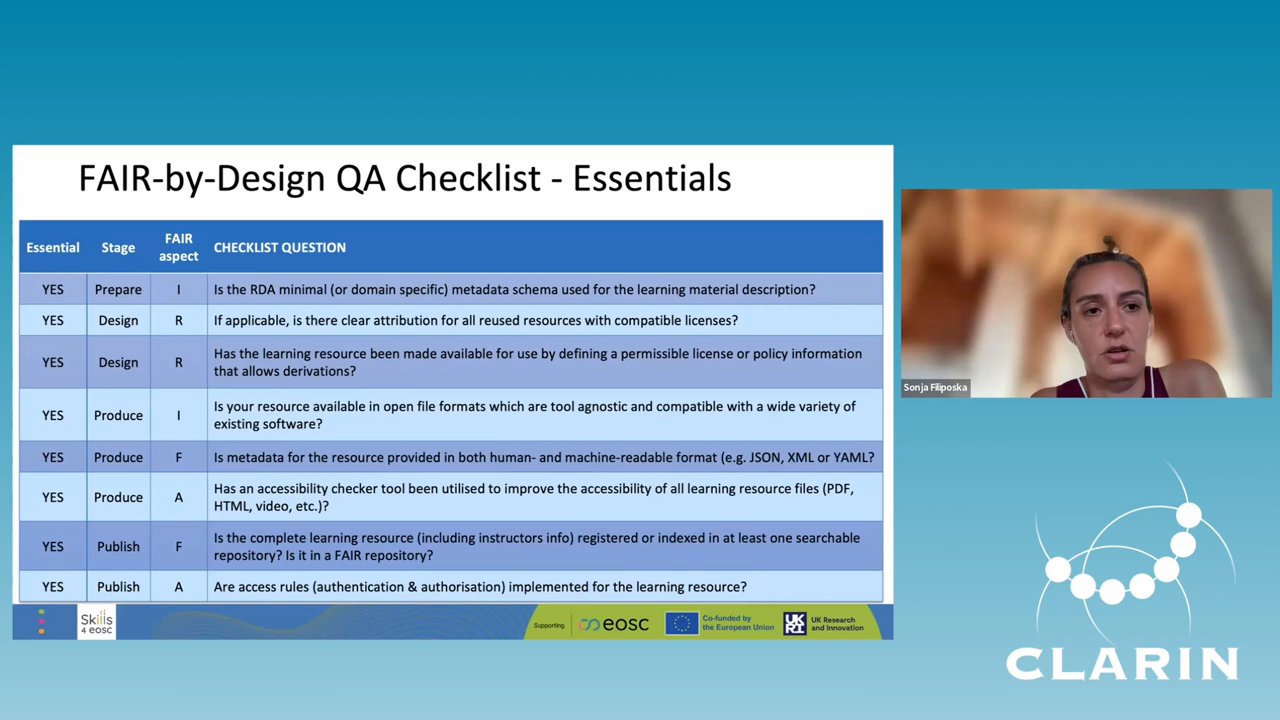 FAIR-by-Design QA Checklist - Essentials
Essential Stage FAIR aspect CHECKLIST QUESTION
YES Prepare I Is the RDA minimal (or domain specific) metadata schema used for the learning material description?
YES Design R If applicable, is there clear attribution for all reused resources with compatible licenses?
YES Design R Has the learning resource been made available for use by defining a permissible license or policy information
that allows derivations?
YES Produce I Is your resource available in open file formats which are tool agnostic and compatible with a wide variety of
existing software?
YES Produce F Is metadata for the resource provided in both human- and machine-readable format (e.g. JSON, XML or YAML?
YES Produce A Has an accessibility checker tool been utilised to improve the accessibility of all learning resource files (PDF,
HTML, video, etc.)?
YES Publish F Is the complete learning resource (including instructors info) registered or indexed in at least one searchable
repository? Is it in a FAIR repository?
YES Publish A Are access rules (authentication & authorisation) implemented for the learning resource?
Skills
4 eosc
Supporting
eosc
Co-funded by
the European Union
UKRI
UK Research
and Innovation
Sonja Filiposka
CLARIN